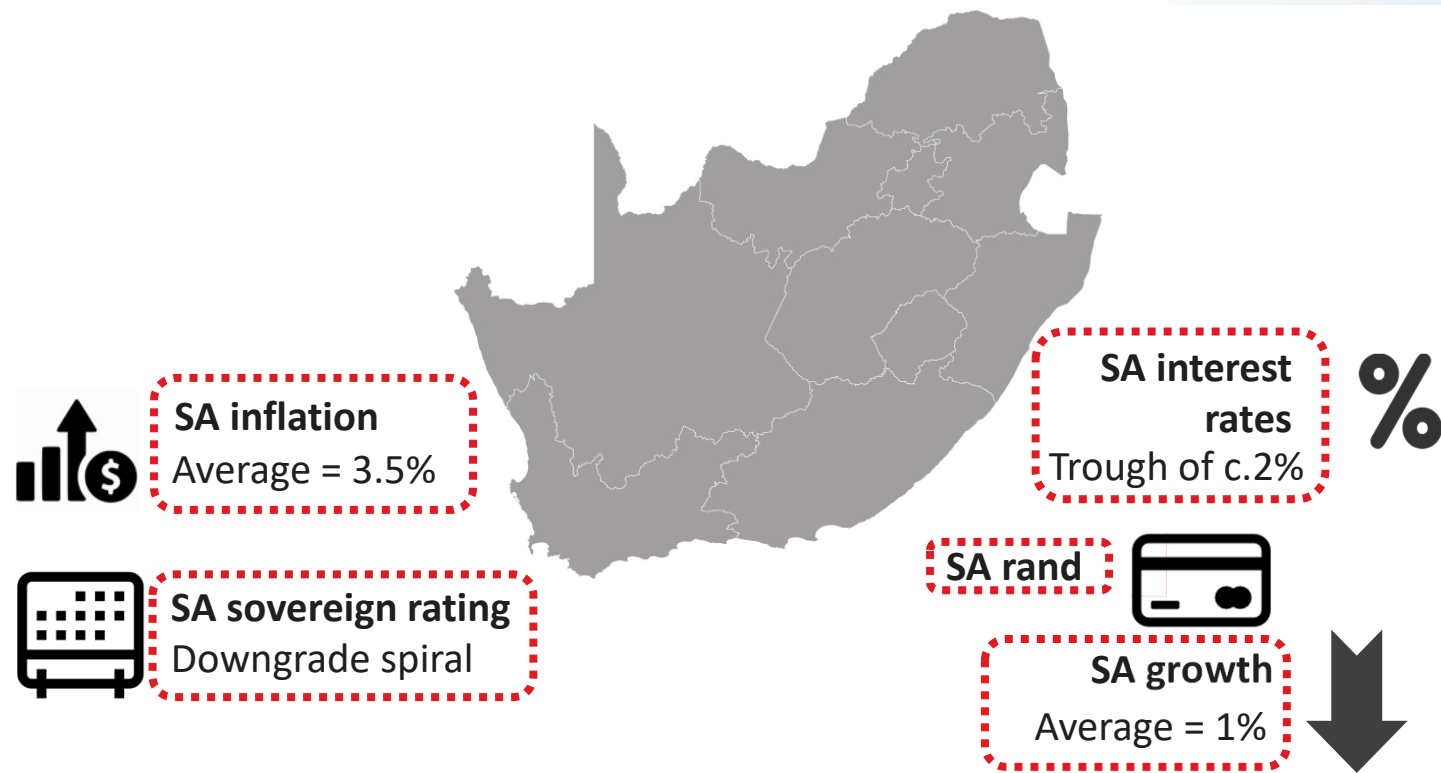 SA inflation
Average = 3.5%
SA sovereign rating
Downgrade spiral
SA interest
rates
Trough of c.2%
%
SA rand
SA growth
Average = 1%
$